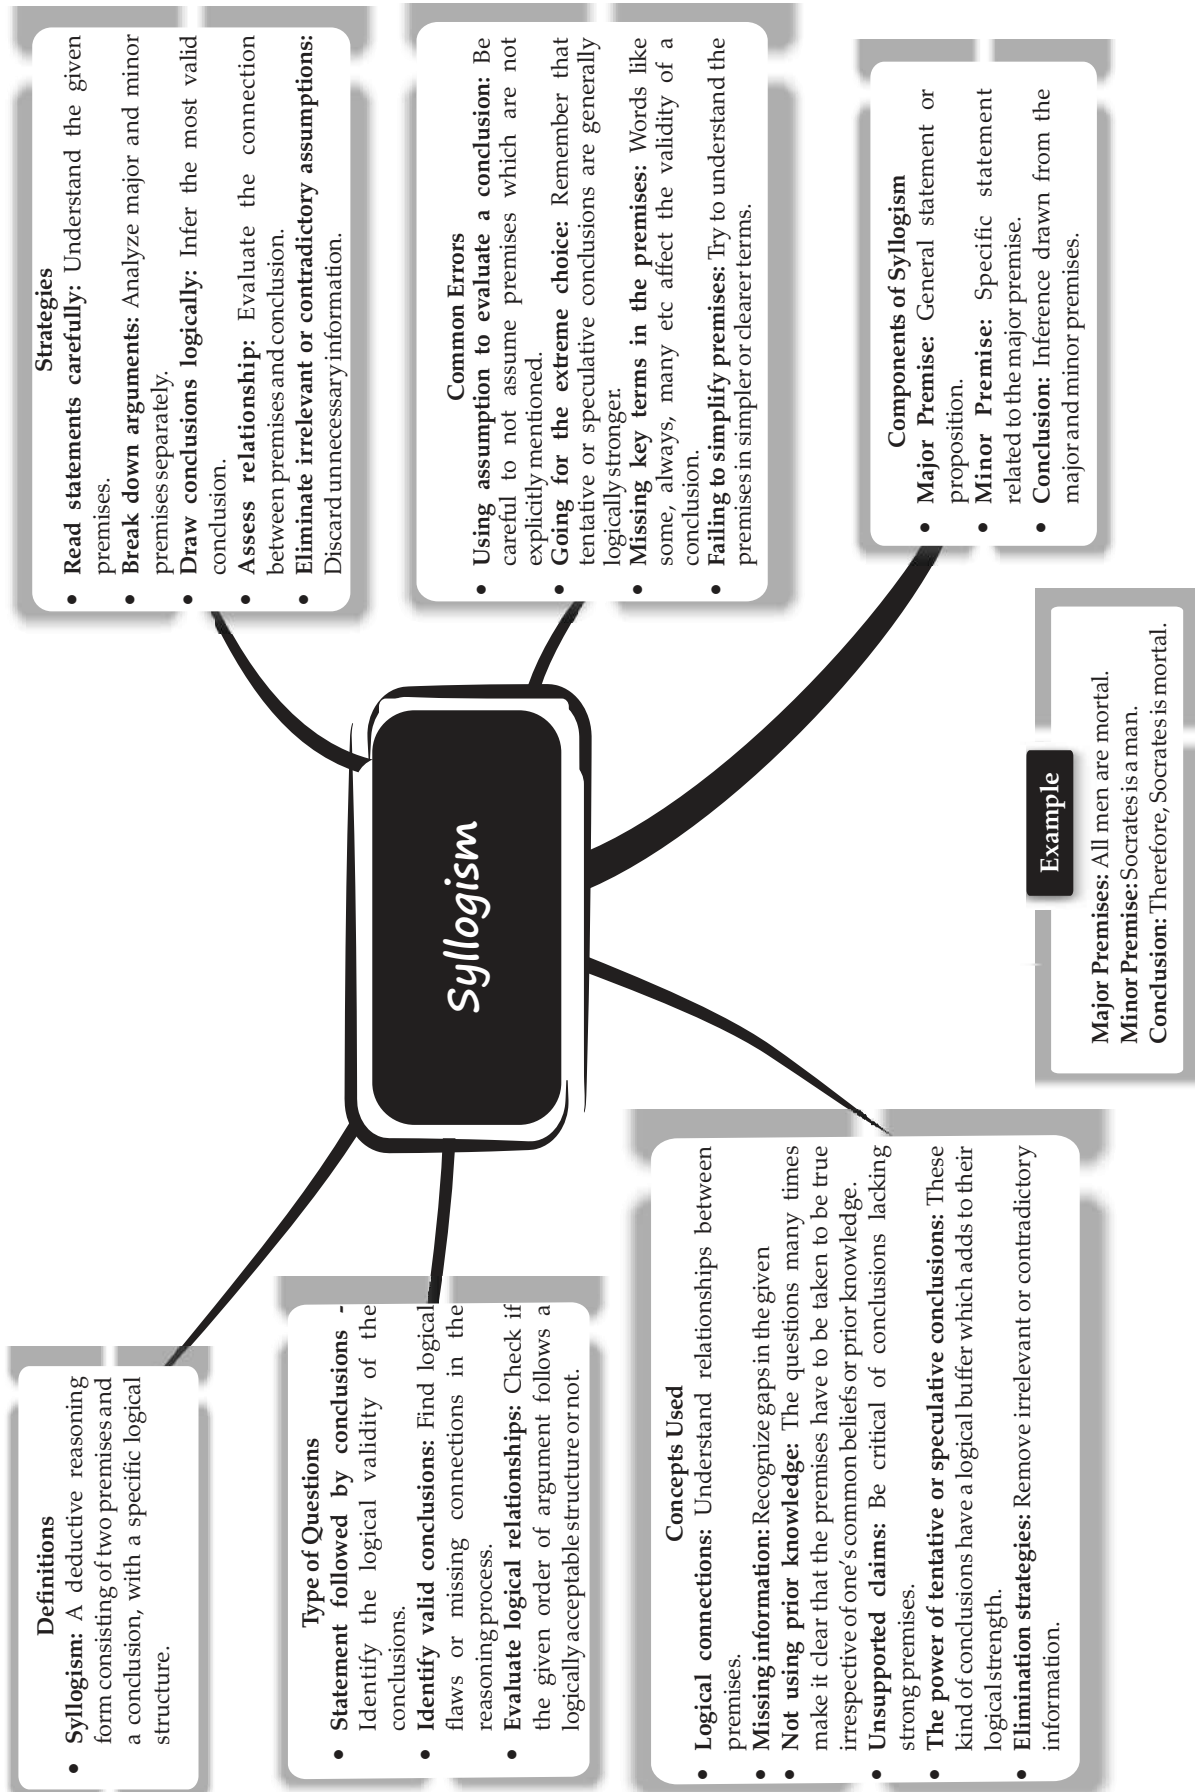 Definitions
• Syllogism: A deductive reasoning
form consisting of two premises and
a conclusion, with a specific logical
structure.
Type of Questions
• Statement followed by conclusions -
Identify the logical validity of the
conclusions.
• Identify valid conclusions: Find logical
flaws or missing connections in the
reasoning process.
• Evaluate logical relationships: Check if
the given order of argument follows a
logically acceptable structure or not.
Concepts Used
• Logical connections: Understand relationships between
premises.
• Missing information: Recognize gaps in the given
• Not using prior knowledge: The questions many times
make it clear that the premises have to be taken to be true
irrespective of one's common beliefs or prior knowledge.
• Unsupported claims: Be critical of conclusions lacking
strong premises.
• The power of tentative or speculative conclusions: These
kind of conclusions have a logical buffer which adds to their
logical strength.
• Elimination strategies: Remove irrelevant or contradictory
information.
Syllogism
Example
Major Premises: All men are mortal.
Minor Premise: Socrates is a man.
Conclusion: Therefore, Socrates is mortal.
Strategies
• Read statements carefully: Understand the given
premises.
• Break down arguments: Analyze major and minor
premises separately.
• Draw conclusions logically: Infer the most valid
conclusion.
• Assess relationship: Evaluate the connection
between premises and conclusion.
• Eliminate irrelevant or contradictory assumptions:
Discard unnecessary information.
Common Errors
• Using assumption to evaluate a conclusion: Be
careful to not assume premises which are not
explicitly mentioned.
• Going for the extreme choice: Remember that
tentative or speculative conclusions are generally
logically stronger.
• Missing key terms in the premises: Words like
some, always, many etc affect the validity of a
conclusion.
• Failing to simplify premises: Try to understand the
premises in simpler or clearer terms.
Components of Syllogism
• Major Premise: General statement or
proposition.
• Minor Premise: Specific statement
related to the major premise.
• Conclusion: Inference drawn from the
major and minor premises.